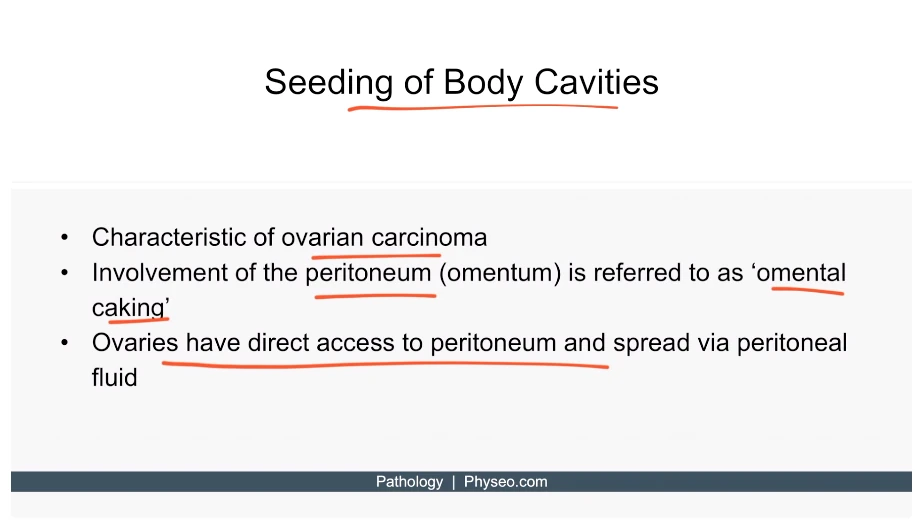 Seeding of Body Cavities
• Characteristic of ovarian carcinoma
• Involvement of the peritoneum (omentum) is referred to as ‘omental
caking’
• Ovaries have direct access to peritoneum and spread via peritoneal
fluid
Pathology | Physeo.com